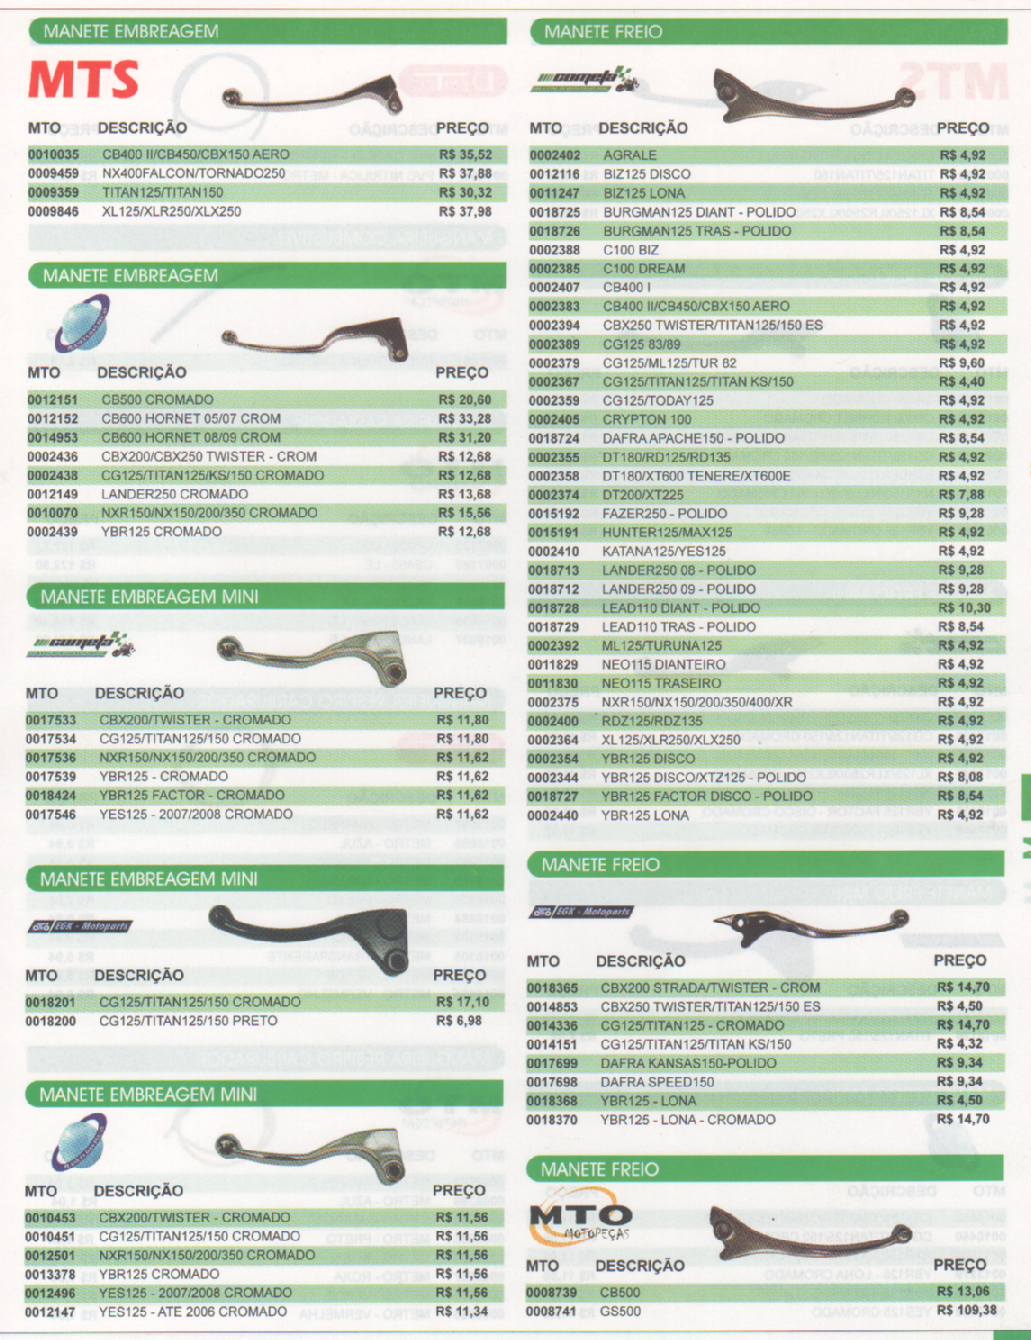 MANETE EMBREAGEM
MTS
MTO DESCRIÇÃO PREÇO
0010035 CB400 II/CB450/CBX150 AERO R$ 35,52
0009459 NX400FALCON/TORNADO250 R$ 37,88
0009359 TITAN125/TITAN150 R$ 30,32
0009846 XL125/XLR250/XLX250 R$ 37,98
MANETE EMBREAGEM
MTO DESCRIÇÃO PREÇO
0012151 CB500 CROMADO R$ 20,60
0012152 CB600 HORNET 05/07 CROM R$ 33,28
0014953 CB600 HORNET 08/09 CROM R$ 31,20
0002436 CBX200/CBX250 TWISTER - CROM R$ 12,68
0002438 CG125/TITAN125/KS/150 CROMADO R$ 12,68
0012149 LANDER250 CROMADO R$ 13,68
0010070 NXR150/NX150/200/350 CROMADO R$ 15,56
0002439 YBR125 CROMADO R$ 12,68
MANETE EMBREAGEM MINI
cometa
MTO DESCRIÇÃO PREÇO
0017533 CBX200/TWISTER - CROMADO R$ 11,80
0017534 CG125/TITAN125/150 CROMADO R$ 11,80
0017536 NXR150/NX150/200/350 CROMADO R$ 11,62
0017539 YBR125 - CROMADO R$ 11,62
0018424 YBR125 FACTOR - CROMADO R$ 11,62
0017546 YES125 - 2007/2008 CROMADO R$ 11,62
MANETE EMBREAGEM MINI
EGK - Motoparts
MTO DESCRIÇÃO PREÇO
0018201 CG125/TITAN125/150 CROMADO R$ 17,10
0018200 CG125/TITAN125/150 PRETO R$ 6,98
MANETE EMBREAGEM MINI
MTO DESCRIÇÃO PREÇO
0010453 CBX200/TWISTER - CROMADO R$ 11,56
0010451 CG125/TITAN125/150 CROMADO R$ 11,56
0012501 NXR150/NX150/200/350 CROMADO R$ 11,56
0013378 YBR125 CROMADO R$ 11,56
0012496 YES125 - 2007/2008 CROMADO R$ 11,56
0012147 YES125 - ATE 2006 CROMADO R$ 11,34
MANETE FREIO
cometa
MTO DESCRIÇÃO PREÇO
0002402 AGRALE R$ 4,92
0012116 BIZ125 DISCO R$ 4,92
0011247 BIZ125 LONA R$ 4,92
0018725 BURGMAN125 DIANT - POLIDO R$ 8,54
0018726 BURGMAN125 TRAS - POLIDO R$ 8,54
0002388 C100 BIZ R$ 4,92
0002385 C100 DREAM R$ 4,92
0002407 CB400 I R$ 4,92
0002383 CB400 II/CB450/CBX150 AERO R$ 4,92
0002394 CBX250 TWISTER/TITAN125/150 ES R$ 4,92
0002389 CG125 83/89 R$ 4,92
0002379 CG125/ML125/TUR 82 R$ 9,60
0002367 CG125/TITAN125/TITAN KS/150 R$ 4,40
0002359 CG125/TODAY125 R$ 4,92
0002405 CRYPTON 100 R$ 4,92
0018724 DAFRA APACHE150 - POLIDO R$ 8,54
0002355 DT180/RD125/RD135 R$ 4,92
0002358 DT180/XT600 TENERE/XT600E R$ 4,92
0002374 DT200/XT225 R$ 7,88
0015192 FAZER250 - POLIDO R$ 9,28
0015191 HUNTER125/MAX125 R$ 4,92
0002410 KATANA125/YES125 R$ 4,92
0018713 LANDER250 08 - POLIDO R$ 9,28
0018712 LANDER250 09 - POLIDO R$ 9,28
0018728 LEAD110 DIANT - POLIDO R$ 10,30
0018729 LEAD110 TRAS - POLIDO R$ 8,54
0002392 ML125/TURUNA125 R$ 4,92
0011829 NEO115 DIANTEIRO R$ 4,92
0011830 NEO115 TRASEIRO R$ 4,92
0002375 NXR150/NX150/200/350/400/XR R$ 4,92
0002400 RDZ125/RDZ135 R$ 4,92
0002364 XL125/XLR250/XLX250 R$ 4,92
0002354 YBR125 DISCO R$ 4,92
0002344 YBR125 DISCO/XTZ125 - POLIDO R$ 8,08
0018727 YBR125 FACTOR DISCO - POLIDO R$ 8,54
0002440 YBR125 LONA R$ 4,92
MANETE FREIO
EGK - Motoparts
MTO DESCRIÇÃO PREÇO
0018365 CBX200 STRADA/TWISTER - CROM R$ 14,70
0014853 CBX250 TWISTER/TITAN125/150 ES R$ 4,50
0014336 CG125/TITAN125 - CROMADO R$ 14,70
0014151 CG125/TITAN125/TITAN KS/150 R$ 4,32
0017699 DAFRA KANSAS150-POLIDO R$ 9,34
0017698 DAFRA SPEED150 R$ 9,34
0018368 YBR125 - LONA R$ 4,50
0018370 YBR125 - LONA - CROMADO R$ 14,70
MANETE FREIO
MTO
MOTOPEÇAS
MTO DESCRIÇÃO PREÇO
0008739 CB500 R$ 13,06
0008741 GS500 R$ 109,38